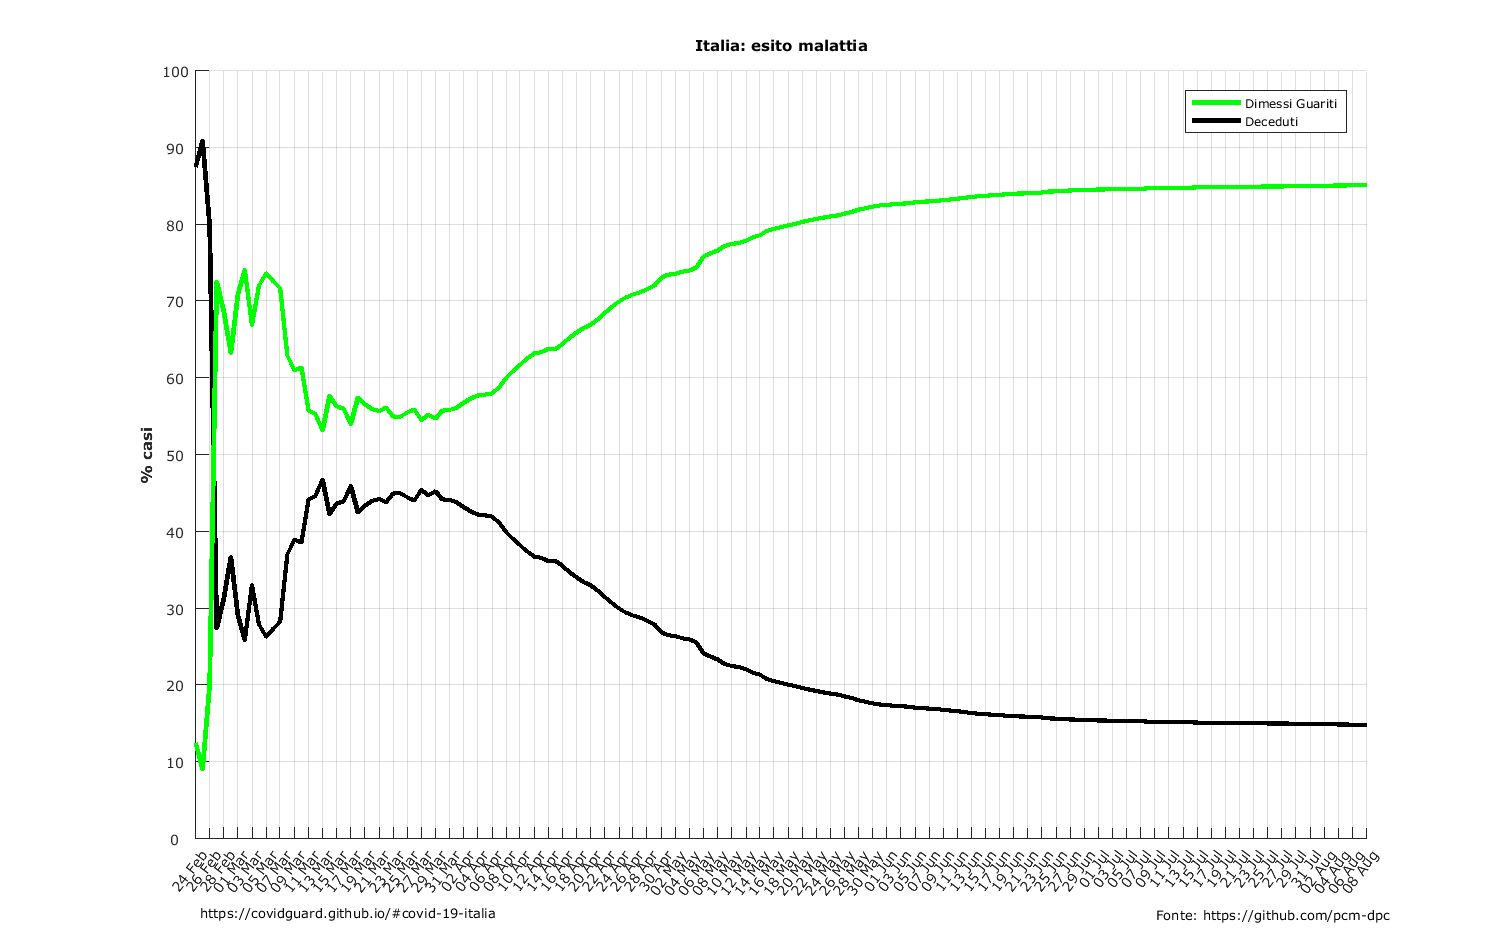 Italia: esito malattia
100
90
80
70
60
50
40
30
20
10
0
% casi
Dimessi Guariti
Deceduti
24 Feb
26 Feb
28 Feb
01 Mar
03 Mar
05 Mar
07 Mar
09 Mar
11 Mar
13 Mar
15 Mar
17 Mar
19 Mar
21 Mar
23 Mar
25 Mar
27 Mar
29 Mar
31 Mar
02 Apr
04 Apr
06 Apr
08 Apr
10 Apr
12 Apr
14 Apr
16 Apr
18 Apr
20 Apr
22 Apr
24 Apr
26 Apr
28 Apr
30 Apr
02 May
04 May
06 May
08 May
10 May
12 May
14 May
16 May
18 May
20 May
22 May
24 May
26 May
28 May
30 May
01 Jun
03 Jun
05 Jun
07 Jun
09 Jun
11 Jun
13 Jun
15 Jun
17 Jun
19 Jun
21 Jun
23 Jun
25 Jun
27 Jun
29 Jun
01 Jul
03 Jul
05 Jul
07 Jul
09 Jul
11 Jul
13 Jul
15 Jul
17 Jul
19 Jul
21 Jul
23 Jul
25 Jul
27 Jul
29 Jul
31 Jul
02 Aug
04 Aug
06 Aug
08 Aug
https://covidguard.github.io/#covid-19-italia
Fonte: https://github.com/pcm-dpc